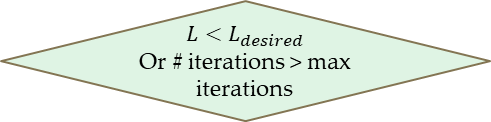 L < L_desired
Or # iterations > max
iterations